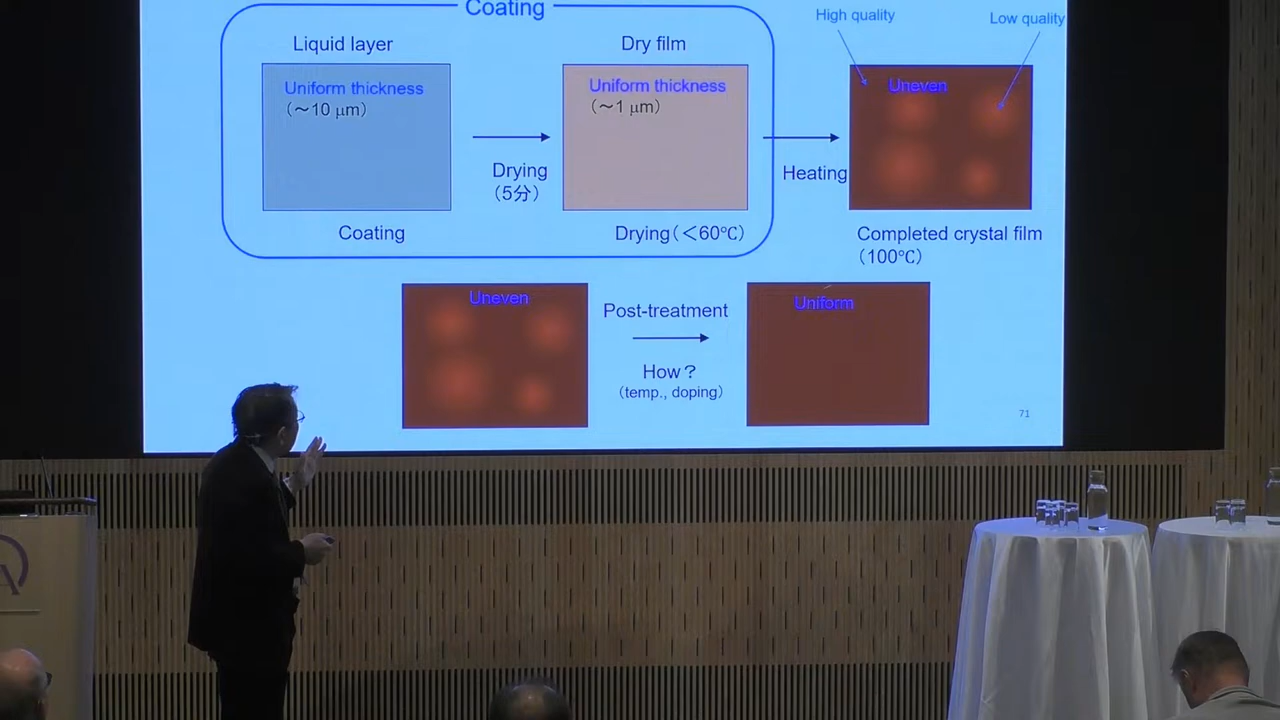 Coating
High quality
Low quality
Liquid layer
Dry film
Uniform thickness
(～10 μm)
Uniform thickness
(～1 μm)
Uneven
Drying
(5分)
Heating
Coating
Drying(＜60℃)
Completed crystal film
(100℃)
Uneven
Post-treatment
How？
(temp., doping)
Uniform
71